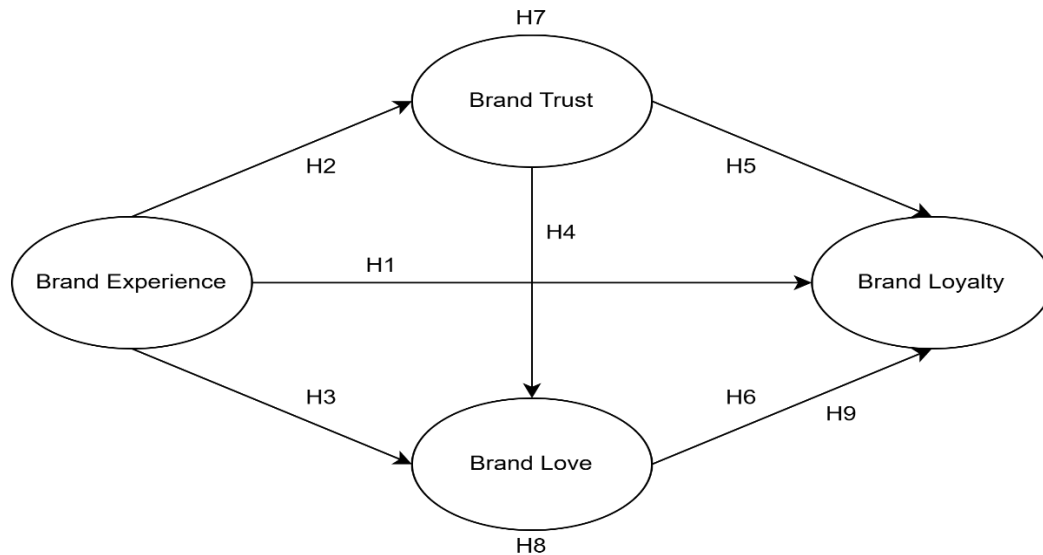 H7
Brand Trust
H2
H5
H4
H1
Brand Experience
Brand Loyalty
H3
H6
H9
Brand Love
H8